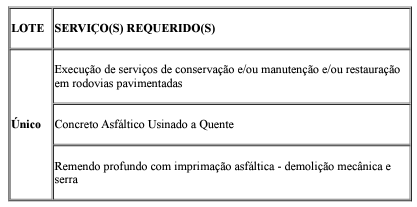 LOTE SERVIÇO(S) REQUERIDO(S)
Execução de serviços de conservação e/ou manutenção e/ou restauração
em rodovias pavimentadas
Único
Concreto Asfáltico Usinado a Quente
Remendo profundo com imprimação asfáltica - demolição mecânica e
serra